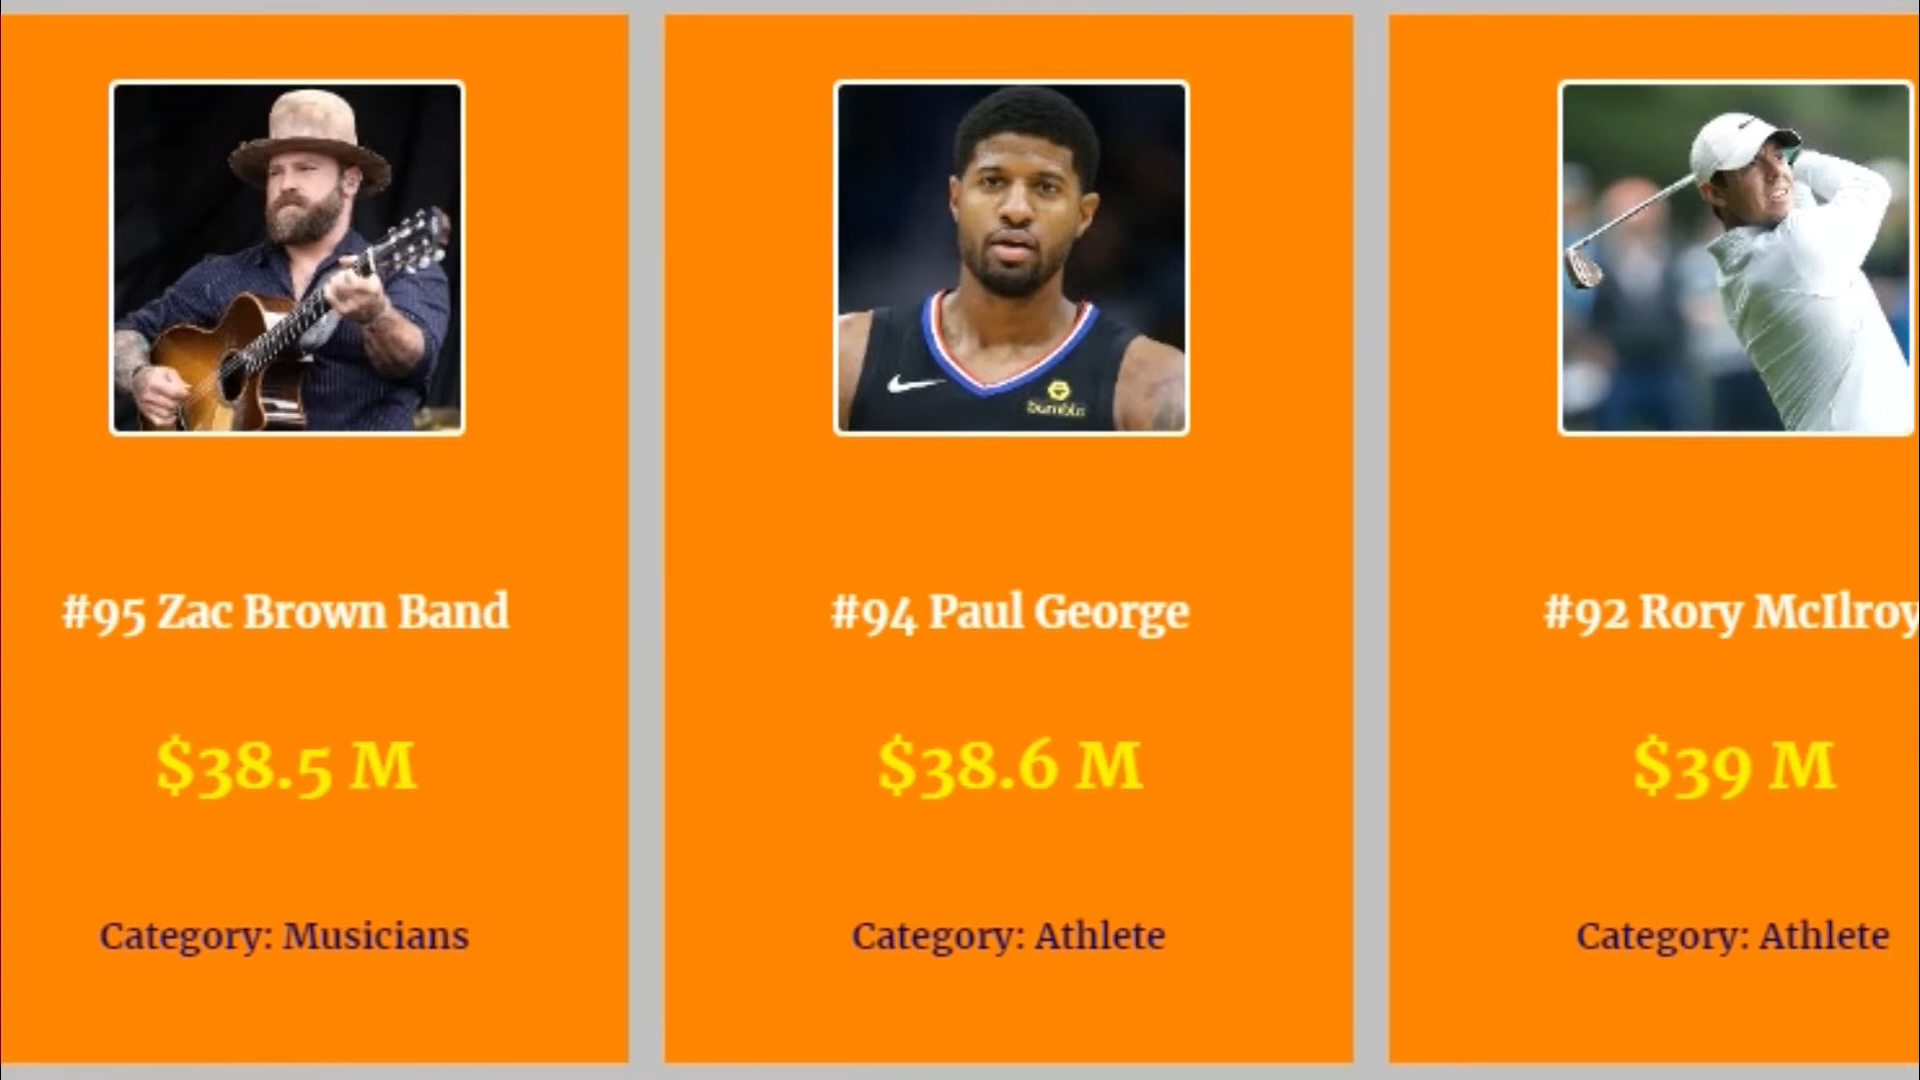 bumble
#95 Zac Brown Band
$38.5 M
Category: Musicians
#94 Paul George
$38.6 M
Category: Athlete
#92 Rory McIlroy
$39 M
Category: Athlete